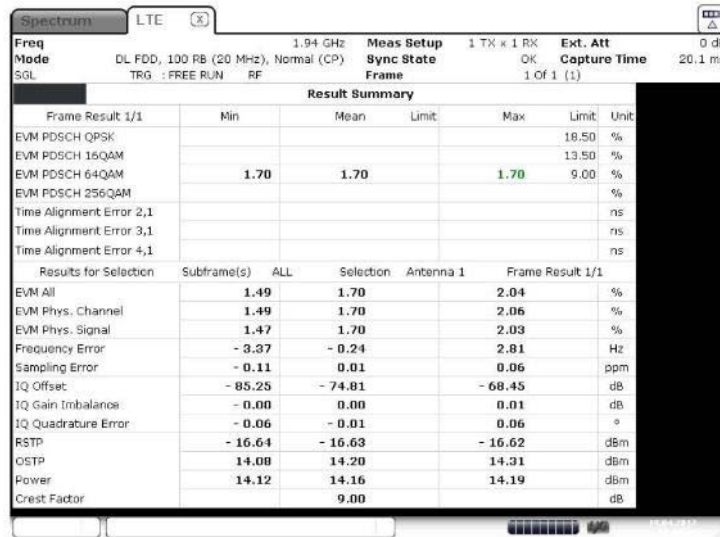 Spectrum LTE X
Freq 1.94 GHz Meas Setup 1 TX x 1 RX Ext. Att 0 d
Mode DL FDD, 100 RB (20 MHz), Normal (CP) Sync State OK Capture Time 20.1 m
SGL TRG : FREE RUN RF Frame 1 Of 1 (1)
Result Summary
Frame Result 1/1 Min Mean Limit Max Limit Unit
EVM PDSCH QPSK 18.50 %
EVM PDSCH 16QAM 13.50 %
EVM PDSCH 64QAM 1.70 1.70 1.70 9.00 %
EVM PDSCH 256QAM %
Time Alignment Error 2,1 ns
Time Alignment Error 3,1 ns
Time Alignment Error 4,1 ns
Results for Selection Subframe(s) ALL Selection Antenna 1 Frame Result 1/1
EVM All 1.49 1.70 2.04 %
EVM Phys. Channel 1.49 1.70 2.06 %
EVM Phys. Signal 1.47 1.70 2.03 %
Frequency Error - 3.37 - 0.24 2.81 Hz
Sampling Error - 0.11 0.01 0.06 ppm
IQ Offset - 85.25 - 74.81 - 68.45 dB
IQ Gain Imbalance - 0.00 0.00 0.01 dB
IQ Quadrature Error - 0.06 - 0.01 0.06 °
RSTP - 16.64 - 16.63 - 16.62 dBm
OSTP 14.08 14.20 14.31 dBm
Power 14.12 14.16 14.19 dBm
Crest Factor 9.00 dB